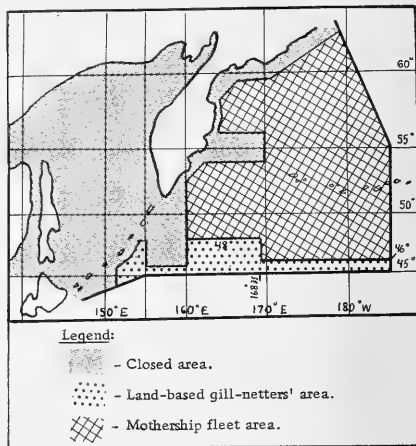 60°
55°
50°
48
46°
45°
150°E
160°E
170°E
180°W
Legend:
- Closed area.
- Land-based gill-netters' area.
- Mothership fleet area.